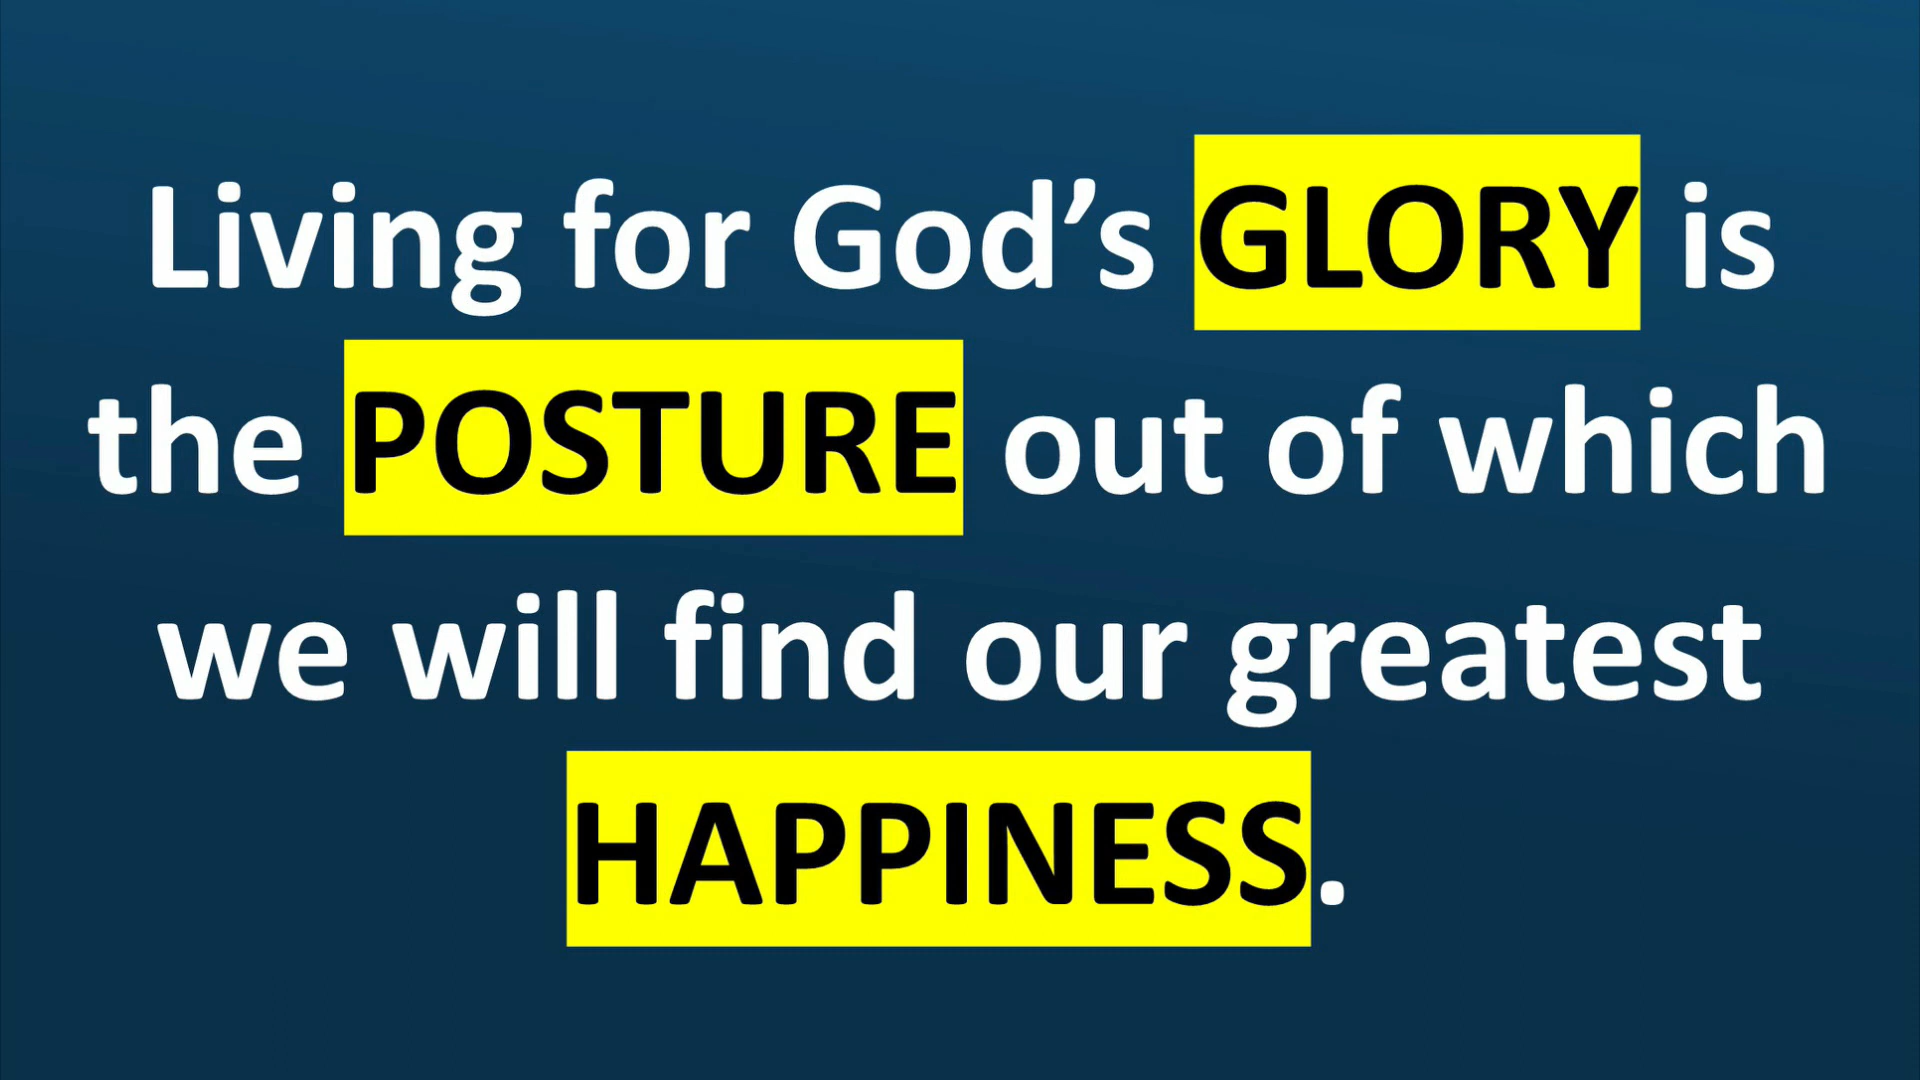 Living for God’s GLORY is
the POSTURE out of which
we will find our greatest
HAPPINESS.